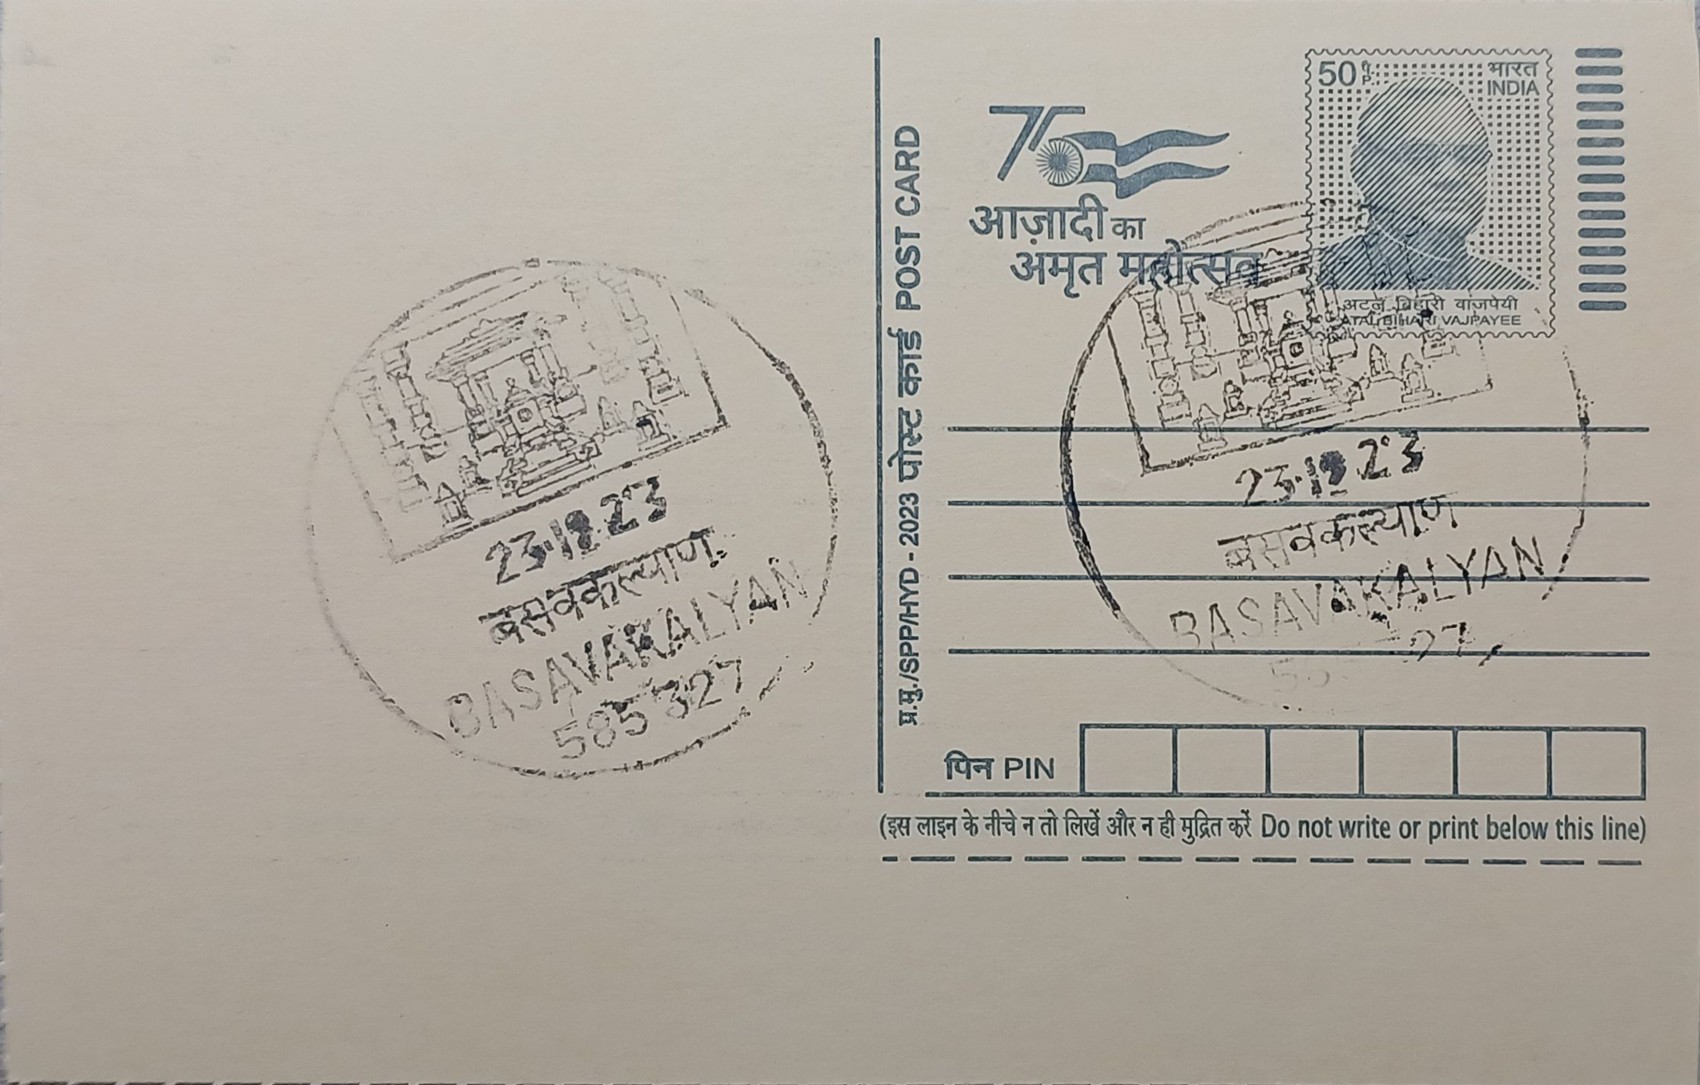 50 पै. P. भारत
INDIA
75
आज़ादी का
अमृत महोत्सव
अटल बिहारी वाजपेयी
ATAL BIHARI VAJPAYEE
प्र.मु./SPP/HYD - 2023 पोस्ट कार्ड POST CARD
23.12.23
बसवकल्याण
BASAVAKALYAN
585 327
23.12.23
बसवकल्याण
BASAVAKALYAN
पिन PIN
(इस लाइन के नीचे न तो लिखें और न ही मुद्रित करें Do not write or print below this line)